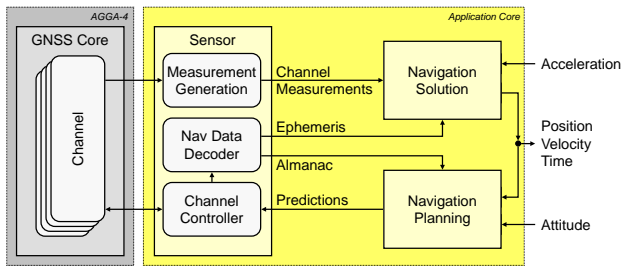 AGGA-4
Application Core
GNSS Core
Channel
Sensor
Measurement
Generation
Nav Data
Decoder
Channel
Controller
Channel
Measurements
Ephemeris
Almanac
Predictions
Navigation
Solution
Navigation
Planning
Acceleration
Position
Velocity
Time
Attitude